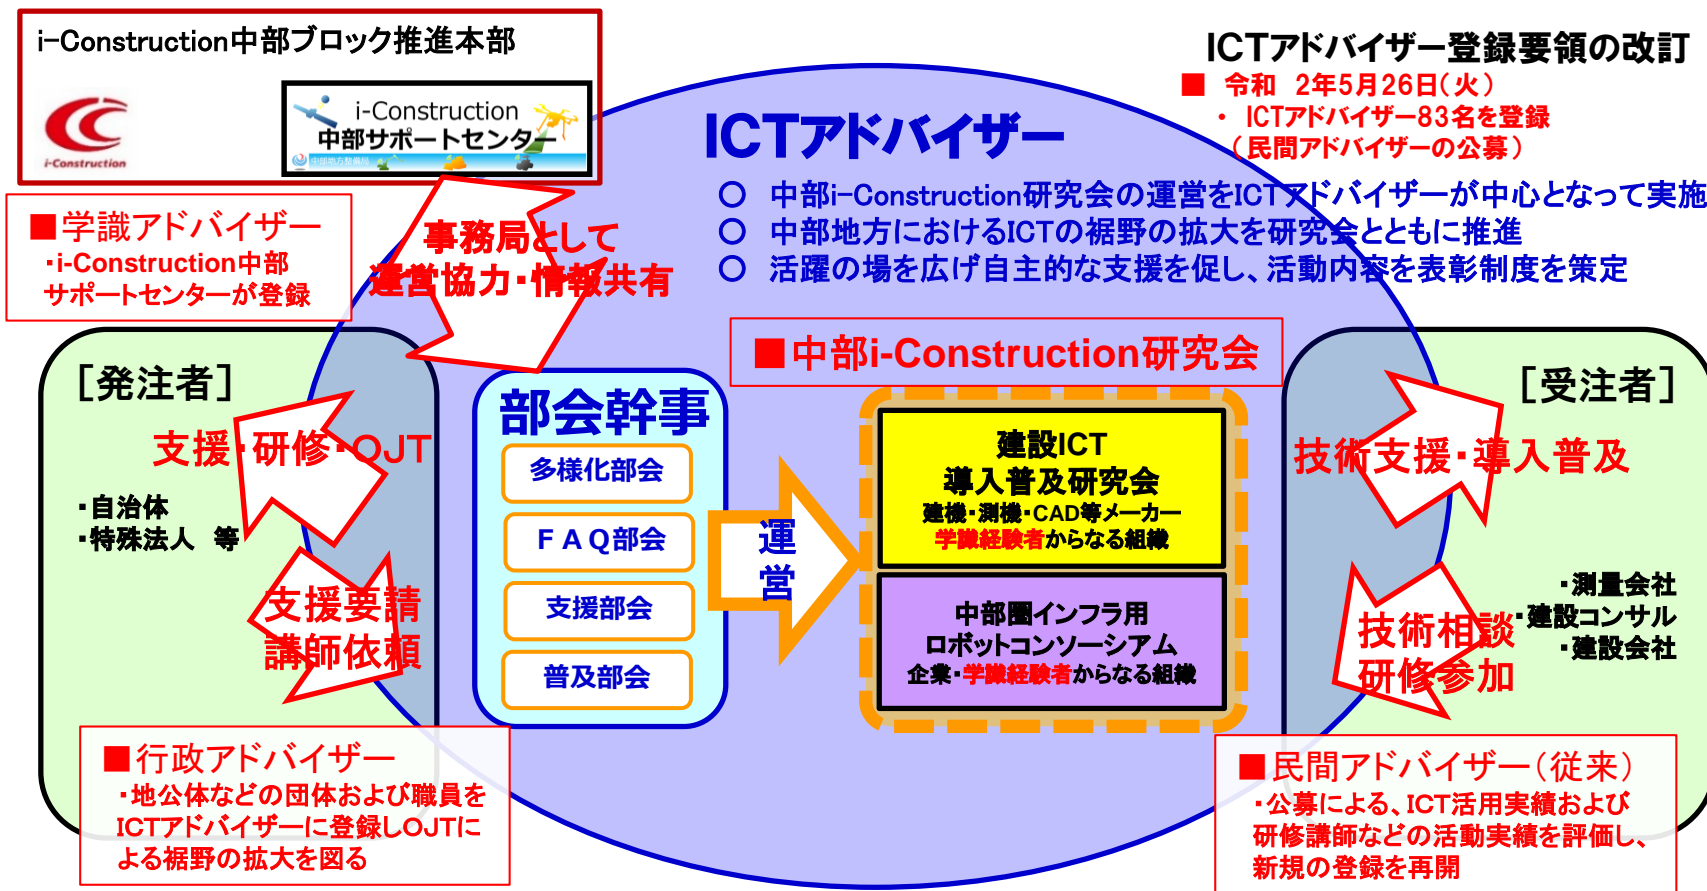 i-Construction中部ブロック推進本部
i-Construction
i-Construction
中部サポートセンター
中部地方整備局
ICTアドバイザー登録要領の改訂
■ 令和 2年5月26日(火)
・ ICTアドバイザー83名を登録
(民間アドバイザーの公募)
ICTアドバイザー
○ 中部i-Construction研究会の運営をICTアドバイザーが中心となって実施
○ 中部地方におけるICTの裾野の拡大を研究会とともに推進
○ 活躍の場を広げ自主的な支援を促し、活動内容を表彰制度を策定
■学識アドバイザー
・i-Construction中部
サポートセンターが登録
事務局として
運営協力・情報共有
■中部i-Construction研究会
[発注者]
支援・研修・OJT
・自治体
・特殊法人 等
支援要請
講師依頼
部会幹事
多様化部会
FAQ部会
支援部会
普及部会
運営
建設ICT
導入普及研究会
建機・測機・CAD等メーカー
学識経験者からなる組織
中部圏インフラ用
ロボットコンソーシアム
企業・学識経験者からなる組織
[受注者]
技術支援・導入普及
・測量会社
・建設コンサル
・建設会社
技術相談
研修参加
■行政アドバイザー
・地公体などの団体および職員を
ICTアドバイザーに登録しOJTに
よる裾野の拡大を図る
■民間アドバイザー(従来)
・公募による、ICT活用実績および
研修講師などの活動実績を評価し、
新規の登録を再開